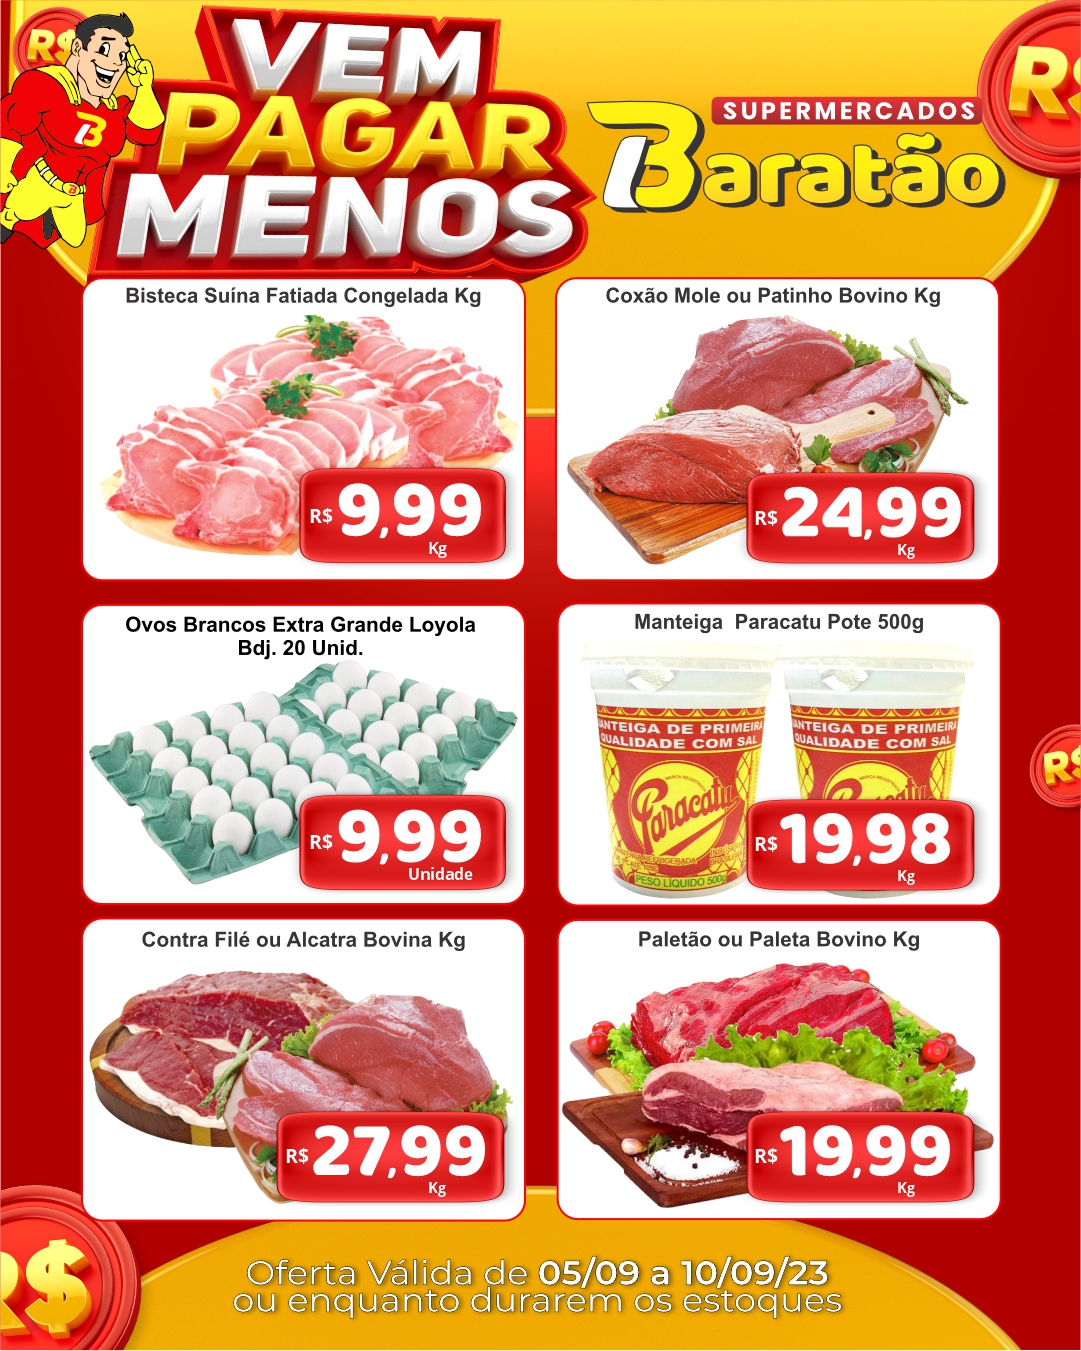 VEM
PAGAR
MENOS
SUPERMERCADOS
Baratão
R$
R$
B
Bisteca Suína Fatiada Congelada Kg
R$ 9,99
Kg
Coxão Mole ou Patinho Bovino Kg
R$ 24,99
Kg
Ovos Brancos Extra Grande Loyola
Bdj. 20 Unid.
R$ 9,99
Unidade
Manteiga Paracatu Pote 500g
MANTEIGA DE PRIMEIRA
QUALIDADE COM SAL
MARCA REGISTRADA
Paracatu
PESO LÍQUIDO 500g
ANTEIGA DE PRIMEIRA
QUALIDADE COM SAL
Paracatu
R$ 19,98
Kg
R$
Contra Filé ou Alcatra Bovina Kg
R$ 27,99
Kg
Paletão ou Paleta Bovino Kg
R$ 19,99
Kg
R$
Oferta Válida de 05/09 a 10/09/23
ou enquanto durarem os estoques